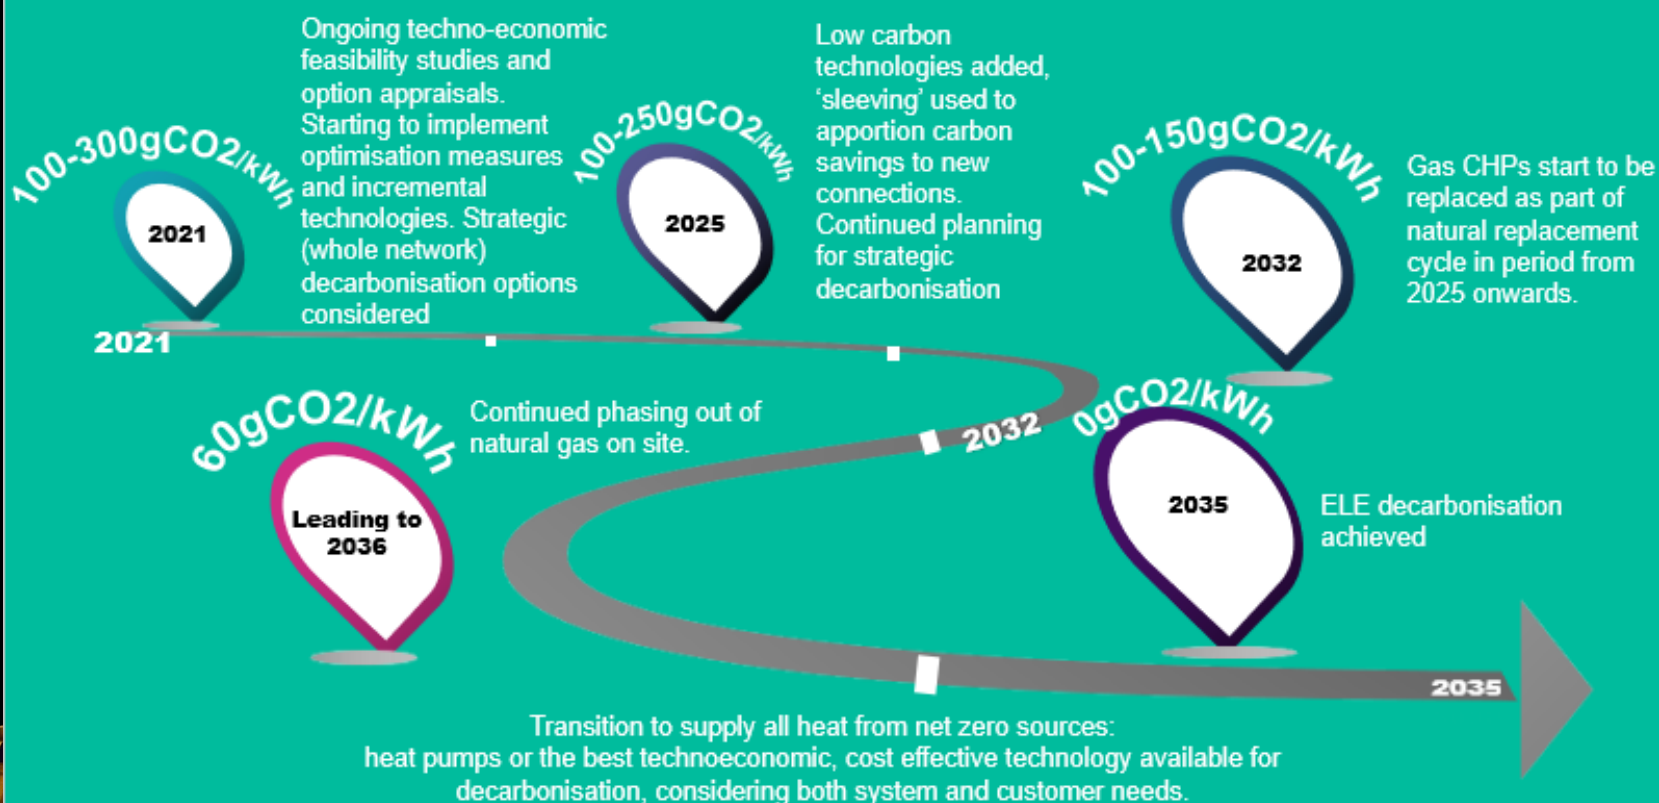 100-300gCO2/kWh
2021
2021
Ongoing techno-economic
feasibility studies and
option appraisals.
Starting to implement
optimisation measures
and incremental
technologies. Strategic
(whole network)
decarbonisation options
considered
100-250gCO2/kWh
2025
Low carbon
technologies added,
‘sleeving’ used to
apportion carbon
savings to new
connections.
Continued planning
for strategic
decarbonisation
100-150gCO2/kWh
2032
Gas CHPs start to be
replaced as part of
natural replacement
cycle in period from
2025 onwards.
2032
60gCO2/kWh
Leading to
2036
Continued phasing out of
natural gas on site.
0gCO2/kWh
2035
ELE decarbonisation
achieved
2035
Transition to supply all heat from net zero sources:
heat pumps or the best technoeconomic, cost effective technology available for
decarbonisation, considering both system and customer needs.